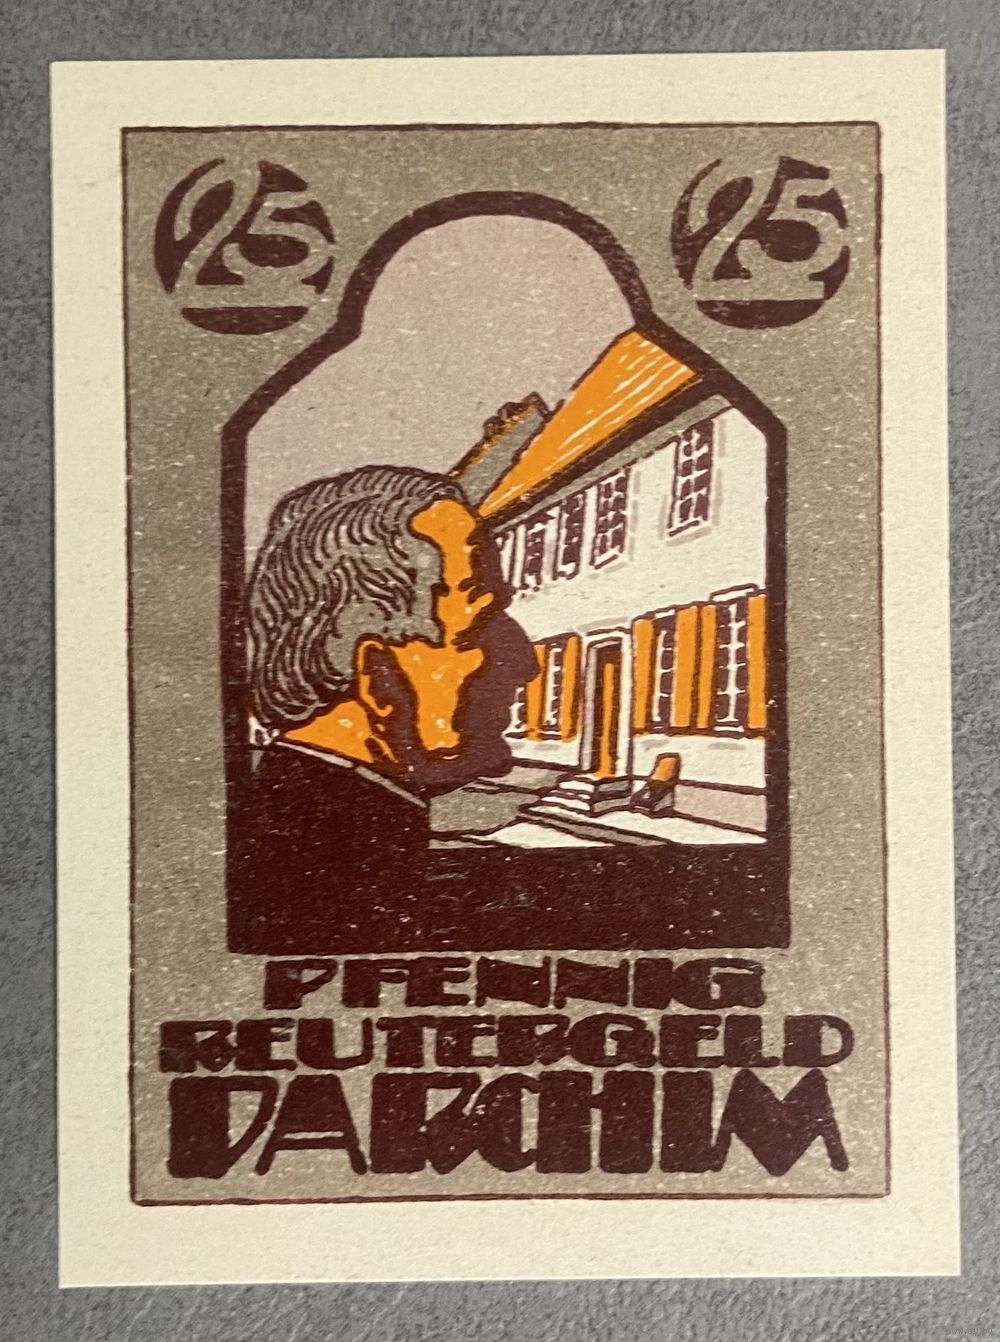 25 25
PFENNIG
REUTERGELD
PARCHIM